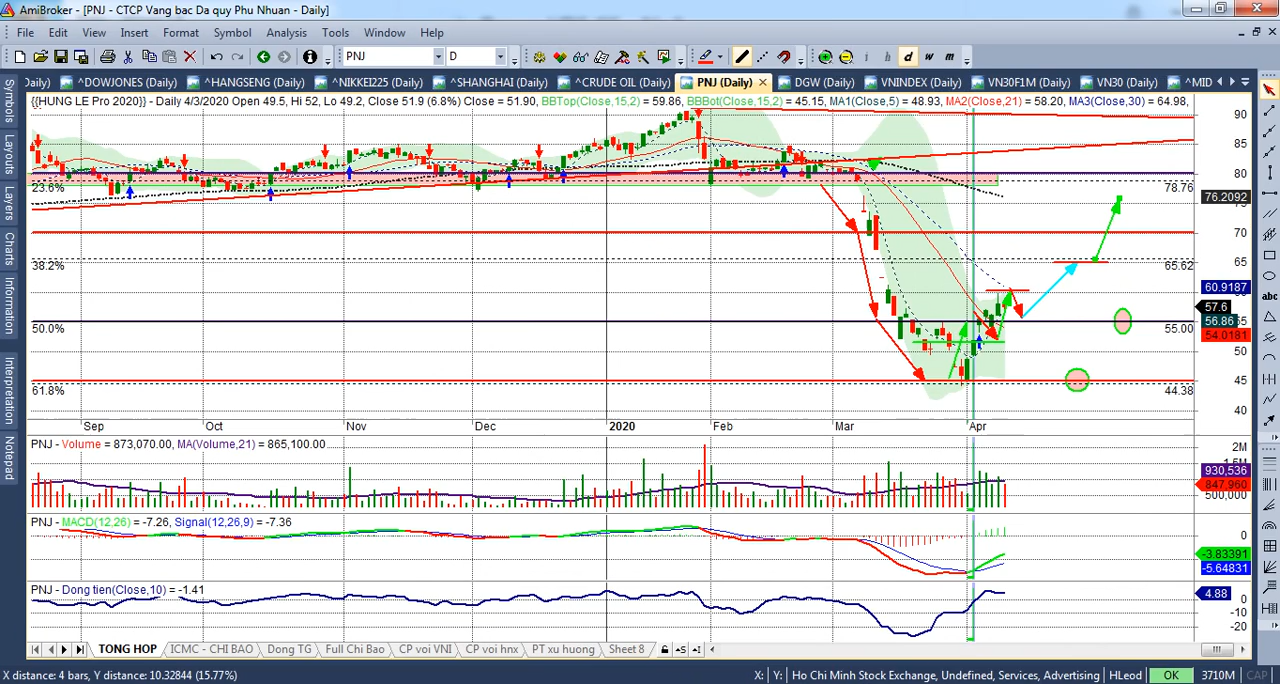 AmiBroker - [PNJ - CTCP Vang bac Da quy Phu Nhuan - Daily]
File Edit View Insert Format Symbol Analysis Tools Window Help
PNJ D i h d w m
Daily) ^DOWJONES (Daily) ^HANGSENG (Daily) ^NIKKEI225 (Daily) ^SHANGHAI (Daily) ^CRUDE OIL (Daily) PNJ (Daily) DGW (Daily) VNINDEX (Daily) VN30F1M (Daily) VN30 (Daily) ^MID
{{HUNG LE Pro 2020}} - Daily 4/3/2020 Open 49.5, Hi 52, Lo 49.2, Close 51.9 (6.8%) Close = 51.90, BBTop(Close,15,2) = 59.86, BBBot(Close,15,2) = 45.15, MA1(Close,5) = 48.93, MA2(Close,21) = 58.20, MA3(Close,30) = 64.98,
Symbols
Layouts
Layers
Charts
Information
Interpretation
Notepad
abc
90
85
80
23.6% 78.76
76.2092
70
65
38.2% 65.62
60.9187
57.6
56.86
55
50.0% 55.00
54.0181
50
45
61.8% 44.38
40
Sep Oct Nov Dec 2020 Feb Mar Apr
PNJ - Volume = 873,070.00, MA(Volume,21) = 865,100.00
2M
1.5M
930,536
847,960
500,000
PNJ - MACD(12,26) = -7.26, Signal(12,26,9) = -7.36
0
-3.83391
-5.64831
PNJ - Dong tien(Close,10) = -1.41
4.88
0
-10
-20
TONG HOP ICMC - CHI BAO Dong TG Full Chi Bao CP voi VNI CP voi hnx PT xu huong Sheet 8
X distance: 4 bars, Y distance: 10.32844 (15.77%) X: Y: Ho Chi Minh Stock Exchange, Undefined, Services, Advertising HLeod OK 3710M CAP